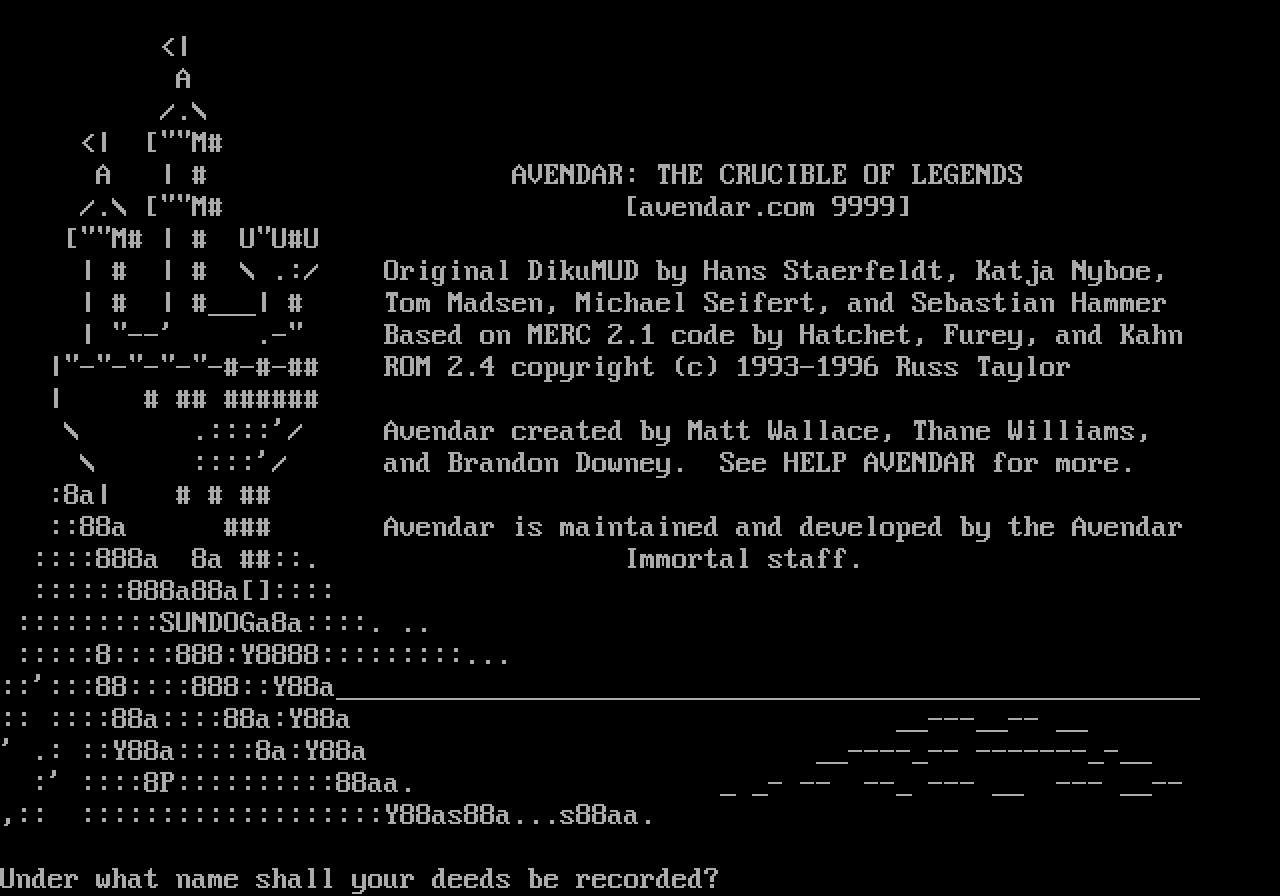 AVENDAR: THE CRUCIBLE OF LEGENDS
[avendar.com 9999]
Original DikuMUD by Hans Staerfeldt, Katja Nyboe,
Tom Madsen, Michael Seifert, and Sebastian Hammer
Based on MERC 2.1 code by Hatchet, Furey, and Kahn
ROM 2.4 copyright (c) 1993-1996 Russ Taylor
Avendar created by Matt Wallace, Thane Williams,
and Brandon Downey.  See HELP AVENDAR for more.
Avendar is maintained and developed by the Avendar
Immortal staff.
SUNDOG
Under what name shall your deeds be recorded?